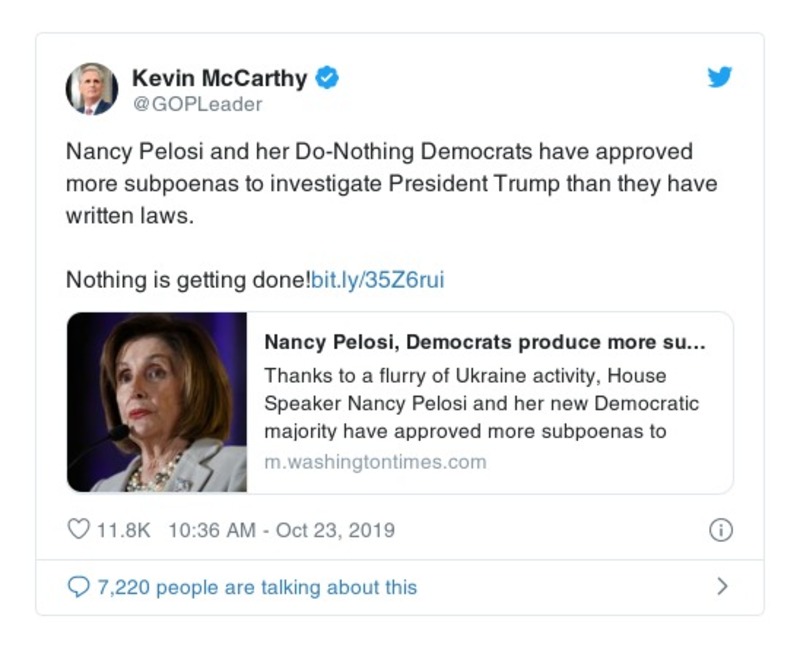 Kevin McCarthy
@GOPLeader
Nancy Pelosi and her Do-Nothing Democrats have approved
more subpoenas to investigate President Trump than they have
written laws.
Nothing is getting done!bit.ly/35Z6rui
Nancy Pelosi, Democrats produce more su...
Thanks to a flurry of Ukraine activity, House
Speaker Nancy Pelosi and her new Democratic
majority have approved more subpoenas to
m.washingtontimes.com
11.8K 10:36 AM - Oct 23, 2019
7,220 people are talking about this